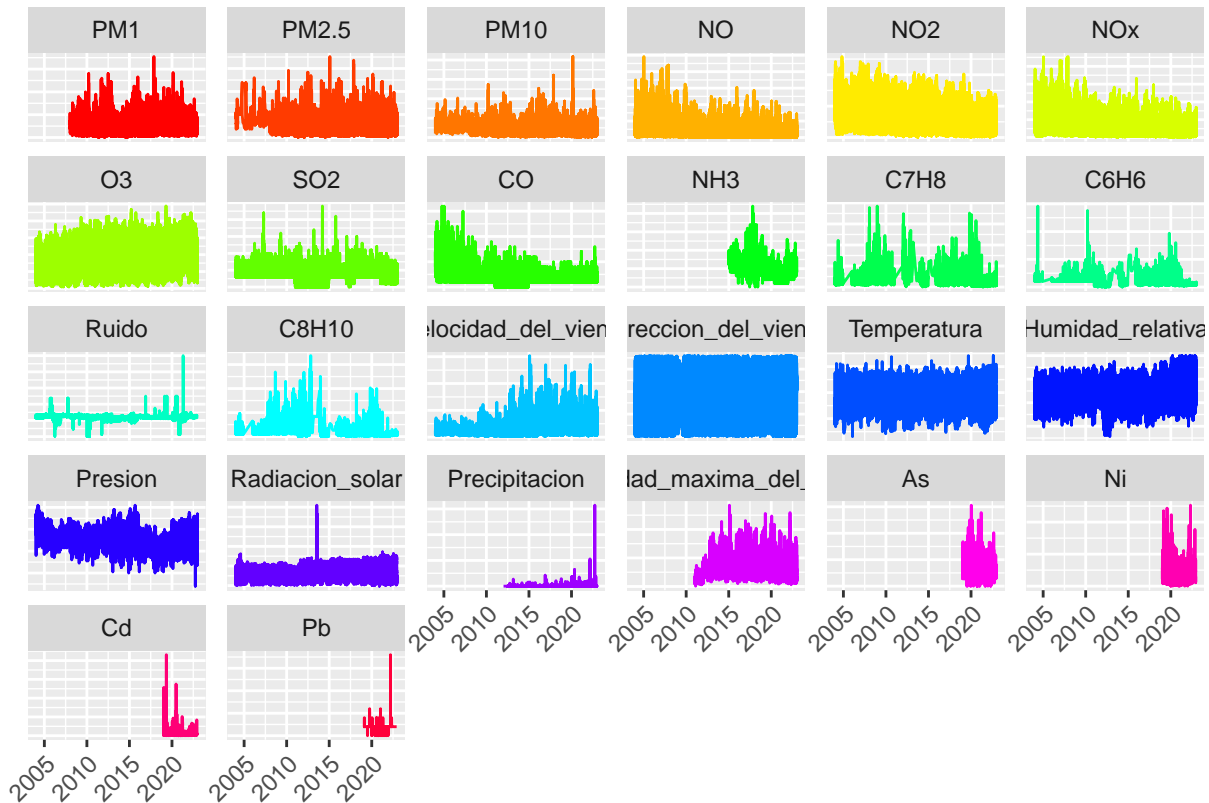 PM1 PM2.5 PM10 NO NO2 NOx
O3 SO2 CO NH3 C7H8 C6H6
Ruido C8H10 elocidad_del_vien reccion_del_vien Temperatura Humedad_relativa
Presion Radiacion_solar Precipitacion dad_maxima_del_ As Ni
2005 2010 2015 2020 2005 2010 2015 2020 2005 2010 2015 2020 2005 2010 2015 2020
Cd Pb
2005 2010 2015 2020 2005 2010 2015 2020